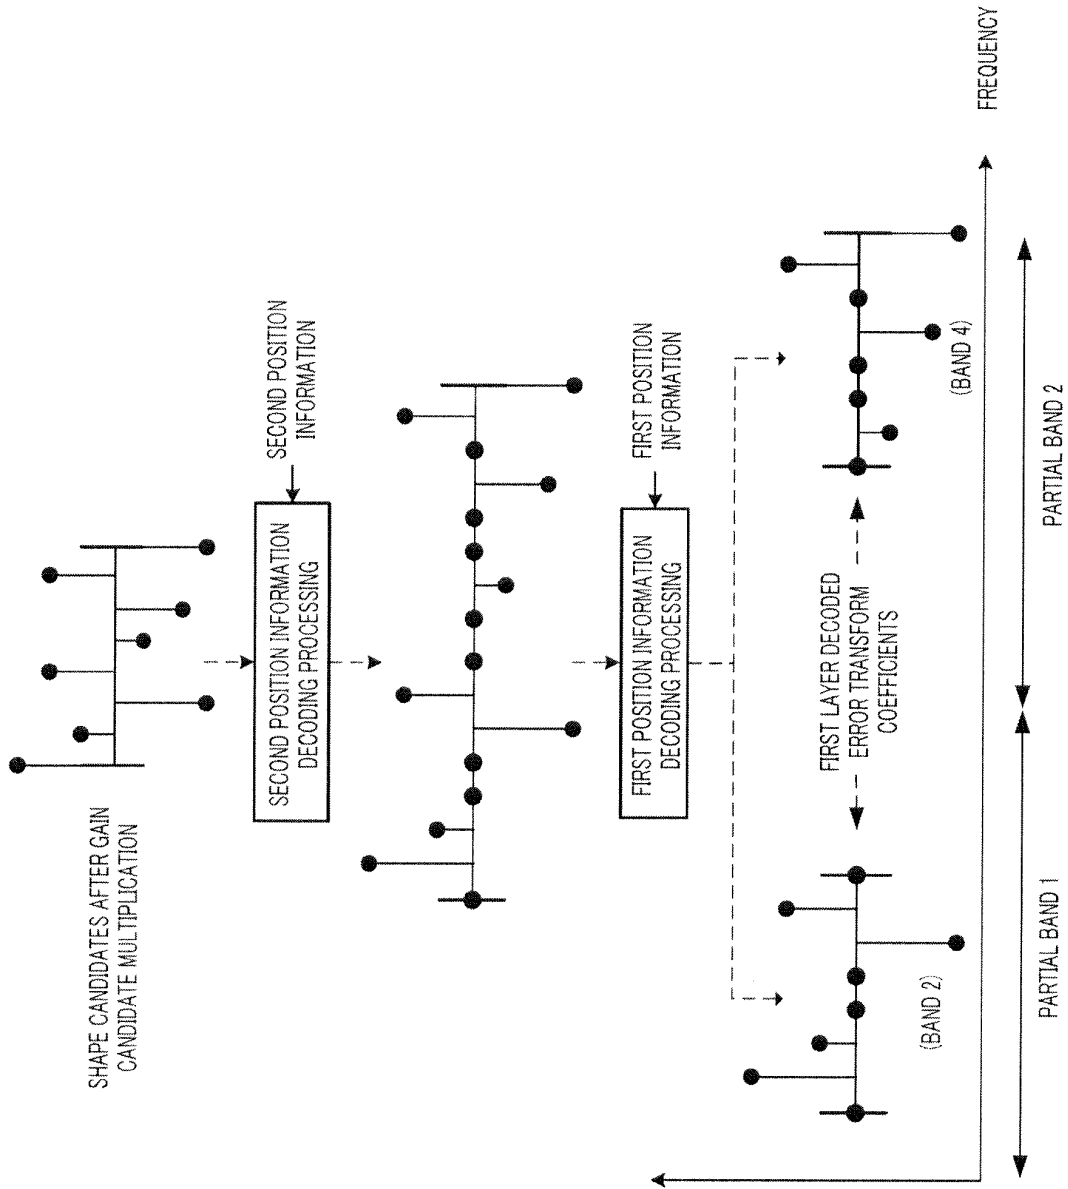 SHAPE CANDIDATES AFTER GAIN
CANDIDATE MULTIPLICATION
SECOND POSITION INFORMATION
DECODING PROCESSING
SECOND POSITION
INFORMATION
FIRST POSITION INFORMATION
DECODING PROCESSING
FIRST POSITION
INFORMATION
FIRST LAYER DECODED
ERROR TRANSFORM
COEFFICIENTS
(BAND 2)
(BAND 4)
FREQUENCY
PARTIAL BAND 1
PARTIAL BAND 2